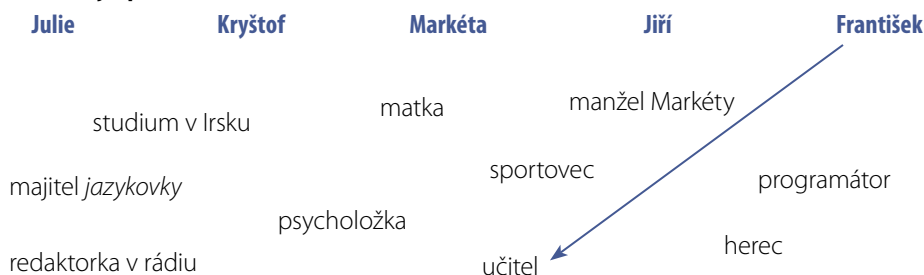 Julie Kryštof Markéta Jiří František
matka
manžel Markéty
studium v Irsku
sportovec
programátor
majitel jazykovky
psycholožka
herec
redaktorka v rádiu
učitel